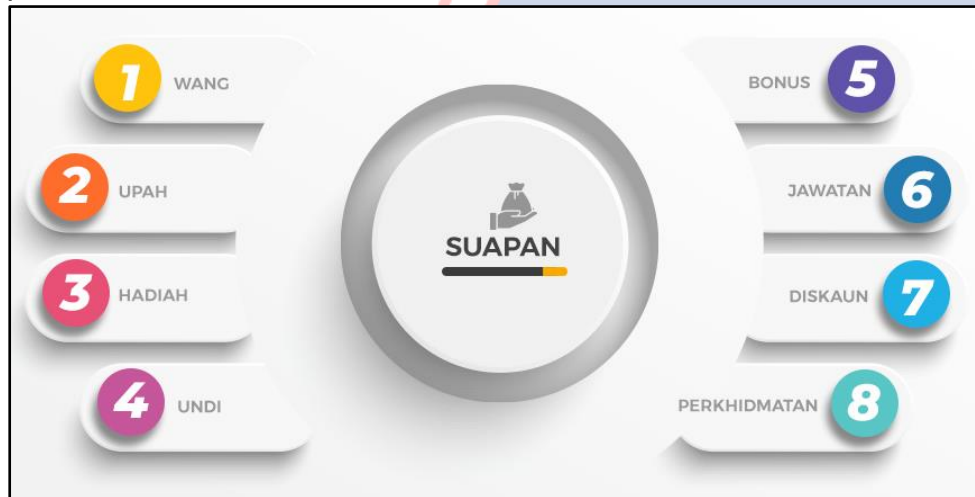 1 WANG
2 UPAH
3 HADIAH
4 UNDI
SUAPAN
BONUS 5
JAWATAN 6
DISKAUN 7
PERKHIDMATAN 8